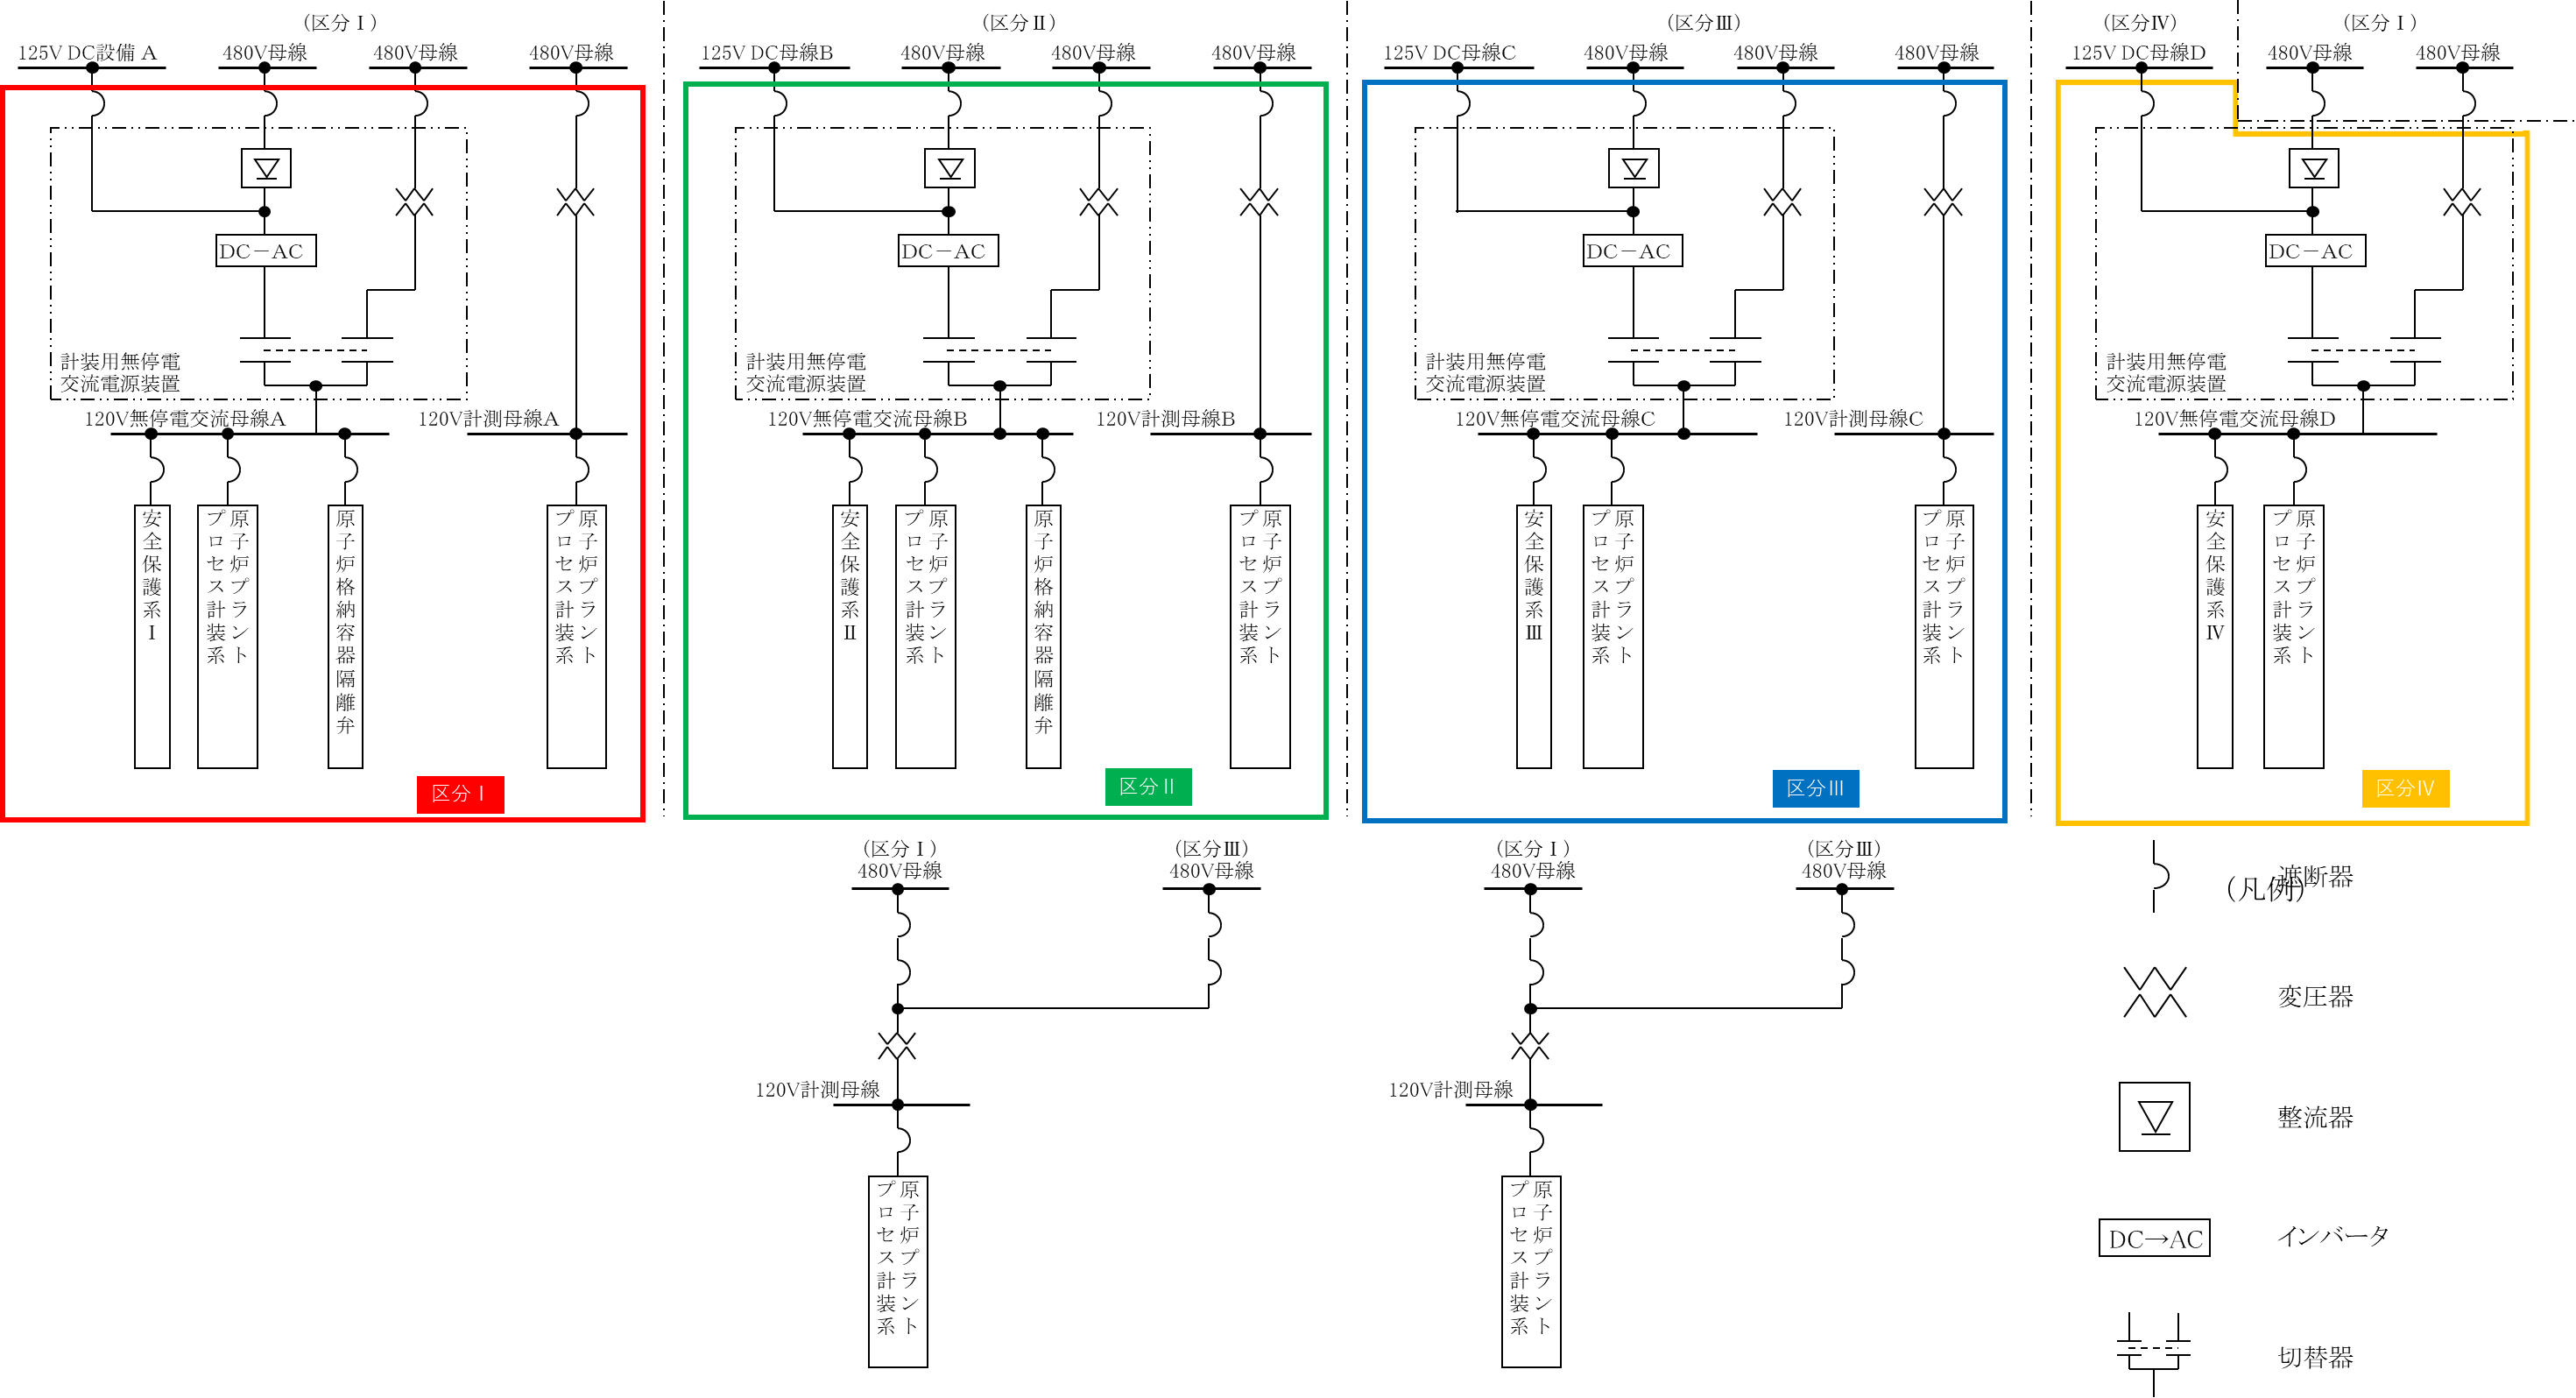 （区分Ⅰ）
125V DC設備 A
480V母線
480V母線
480V母線
DC－AC
計装用無停電
交流電源装置
120V無停電交流母線A
120V計測母線A
安全保護系Ⅰ
原子炉プラント
プロセス計装系
原子炉格納容器隔離弁
原子炉プラント
プロセス計装系
区分Ⅰ
（区分Ⅱ）
125V DC母線B
480V母線
480V母線
480V母線
DC－AC
計装用無停電
交流電源装置
120V無停電交流母線B
120V計測母線B
安全保護系Ⅱ
原子炉プラント
プロセス計装系
原子炉格納容器隔離弁
原子炉プラント
プロセス計装系
区分Ⅱ
（区分Ⅲ）
125V DC母線C
480V母線
480V母線
480V母線
DC－AC
計装用無停電
交流電源装置
120V無停電交流母線C
120V計測母線C
安全保護系Ⅲ
原子炉プラント
プロセス計装系
原子炉プラント
プロセス計装系
区分Ⅲ
（区分Ⅳ）
（区分Ⅰ）
125V DC母線D
480V母線
480V母線
DC－AC
計装用無停電
交流電源装置
120V無停電交流母線D
安全保護系Ⅳ
原子炉プラント
プロセス計装系
区分Ⅳ
（区分Ⅰ）
480V母線
（区分Ⅲ）
480V母線
120V計測母線
原子炉プラント
プロセス計装系
（区分Ⅰ）
480V母線
（区分Ⅲ）
480V母線
120V計測母線
原子炉プラント
プロセス計装系
（凡例）
遮断器
変圧器
整流器
DC→AC
インバータ
切替器